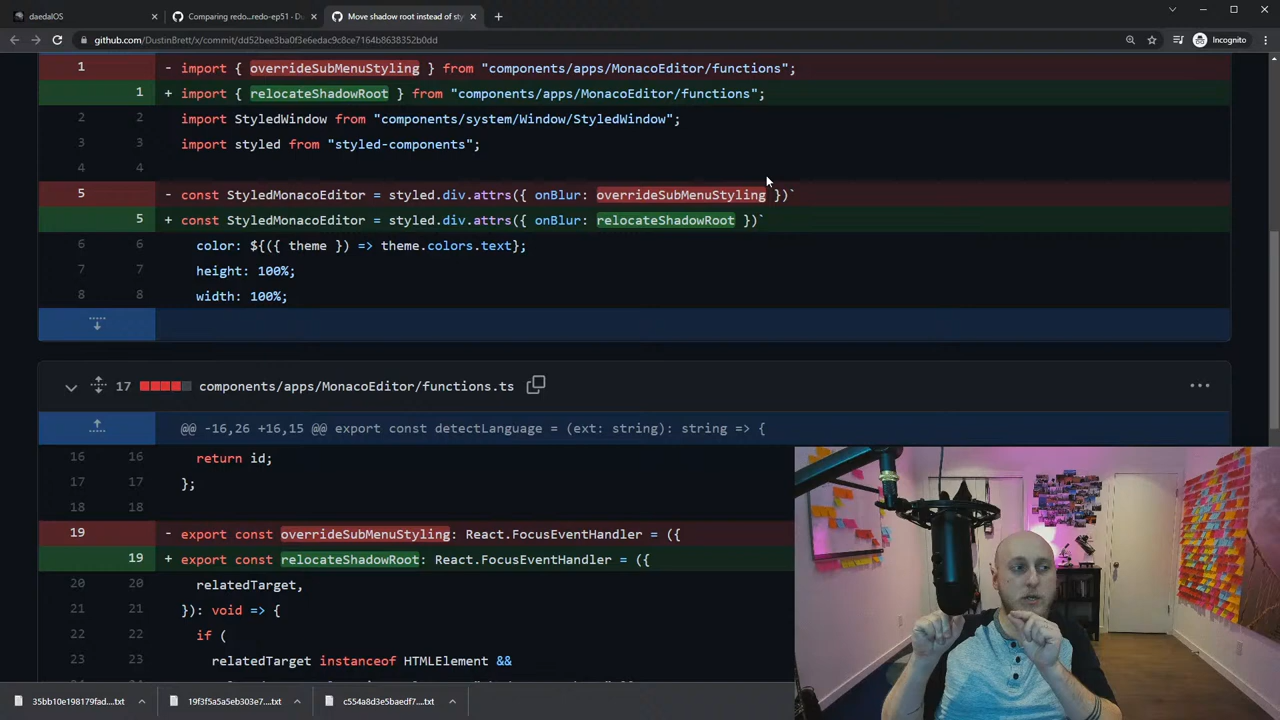 daedalOS
Comparing redo...redo-ep51 · Du
Move shadow root instead of sty
github.com/DustinBrett/x/commit/dd52bee3ba0f3e6edac9c8ce7164b8638352b0dd
Incognito
1 - import { overrideSubMenuStyling } from "components/apps/MonacoEditor/functions";
1 + import { relocateShadowRoot } from "components/apps/MonacoEditor/functions";
2 2 import StyledWindow from "components/system/Window/StyledWindow";
3 3 import styled from "styled-components";
4 4
5 - const StyledMonacoEditor = styled.div.attrs({ onBlur: overrideSubMenuStyling })`
5 + const StyledMonacoEditor = styled.div.attrs({ onBlur: relocateShadowRoot })`
6 6 color: ${({ theme }) => theme.colors.text};
7 7 height: 100%;
8 8 width: 100%;
17 components/apps/MonacoEditor/functions.ts
@@ -16,26 +16,15 @@ export const detectLanguage = (ext: string): string => {
16 16 return id;
17 17 };
18 18
19 - export const overrideSubMenuStyling: React.FocusEventHandler = ({
19 + export const relocateShadowRoot: React.FocusEventHandler = ({
20 20 relatedTarget,
21 21 }): void => {
22 22 if (
23 23 relatedTarget instanceof HTMLElement &&
35bb10e198179fad....txt
19f3f5a5a5eb303e7....txt
c554a8d3e5baedf7....txt